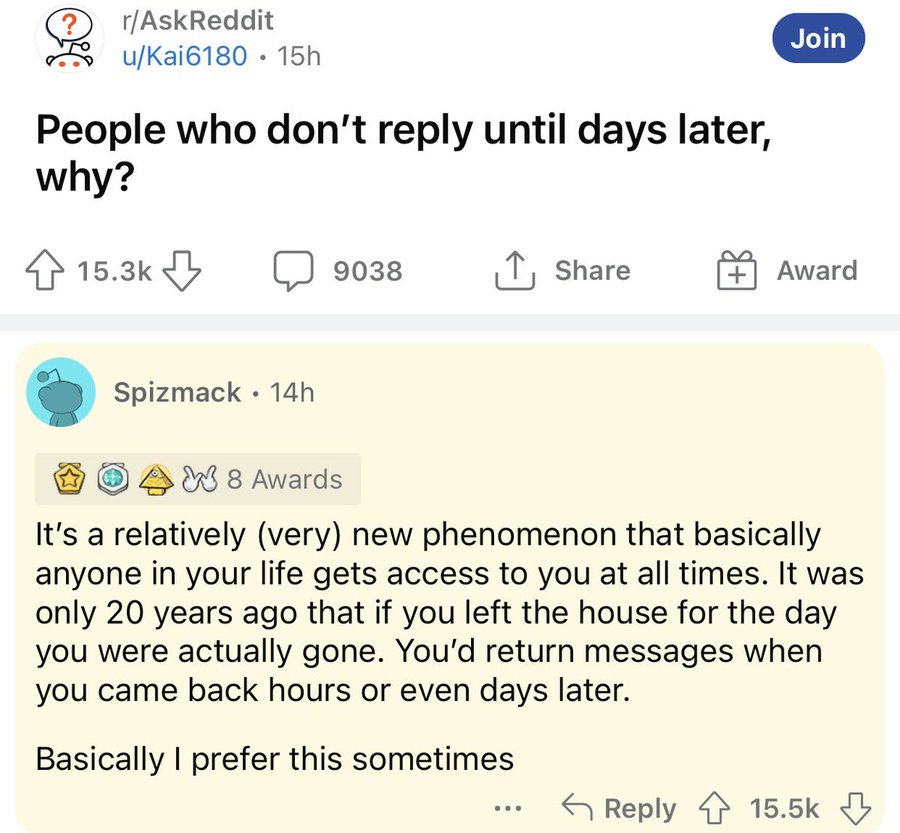 r/AskReddit
u/Kai6180 • 15h
Join
People who don’t reply until days later,
why?
15.3k
9038
Share
Award
Spizmack • 14h
8 Awards
It’s a relatively (very) new phenomenon that basically
anyone in your life gets access to you at all times. It was
only 20 years ago that if you left the house for the day
you were actually gone. You’d return messages when
you came back hours or even days later.
Basically I prefer this sometimes
... Reply 15.5k